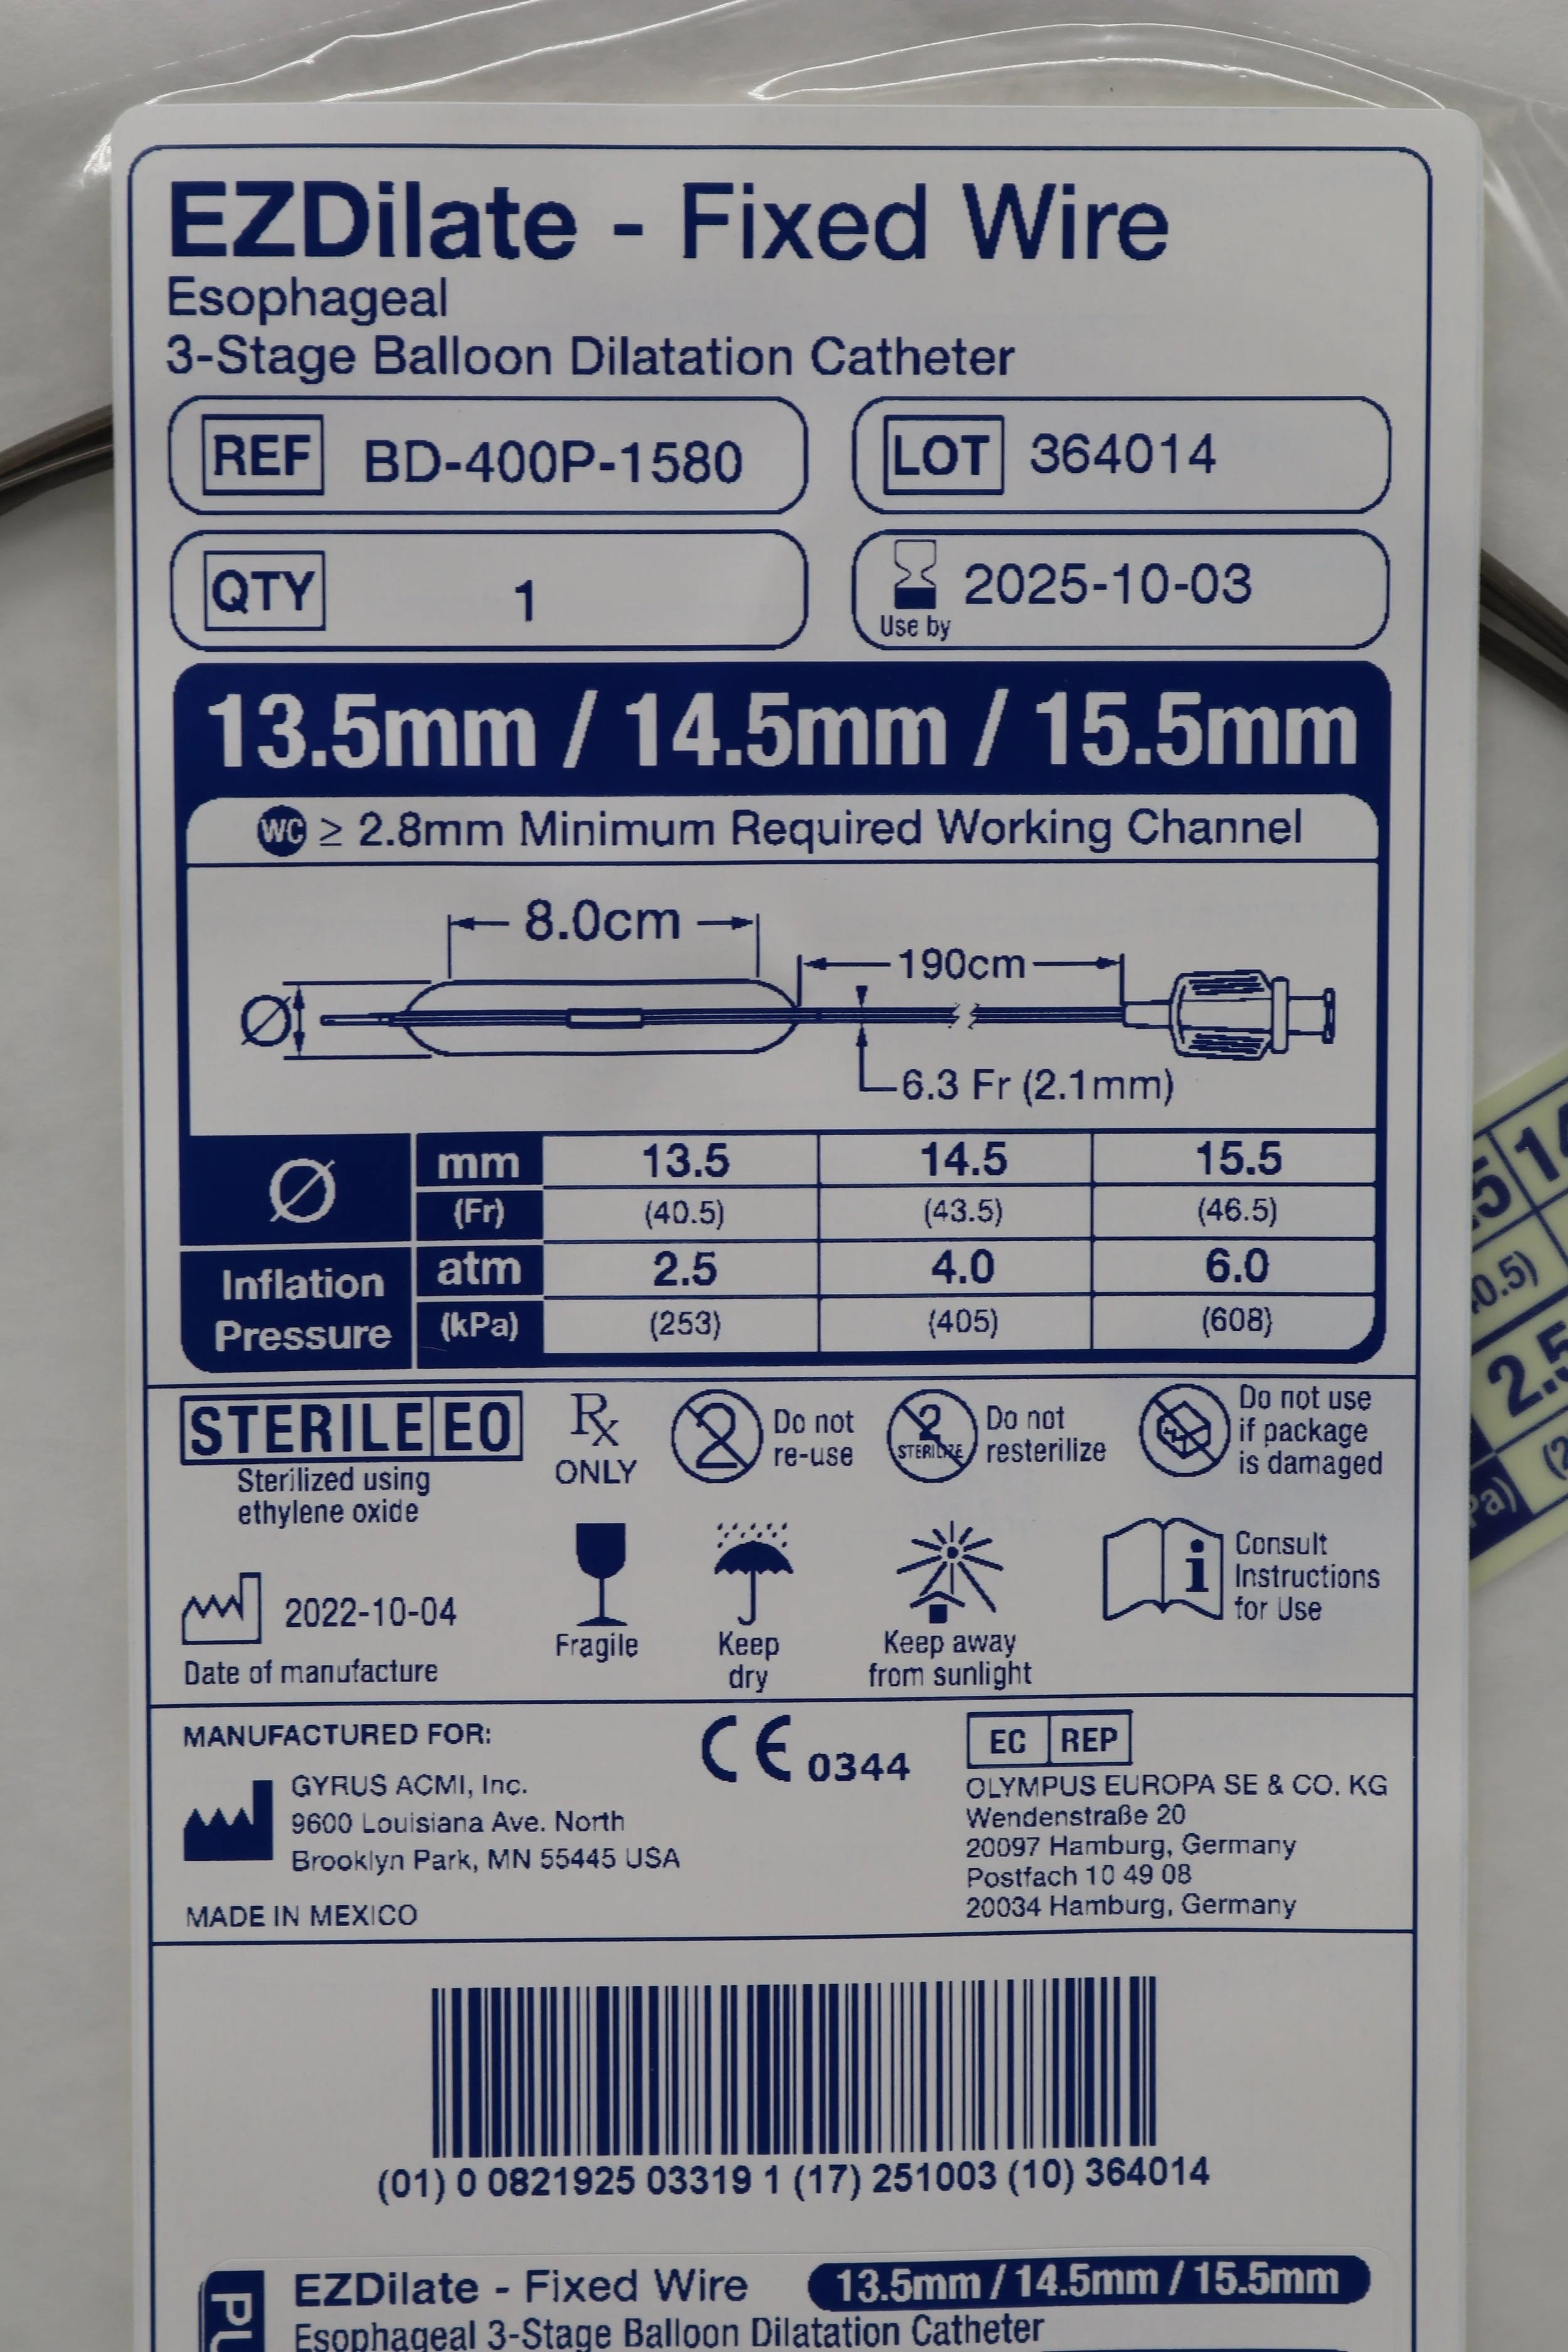 EZDilate - Fixed Wire
Esophageal
3-Stage Balloon Dilatation Catheter
REF BD-400P-1580
LOT 364014
QTY 1
2025-10-03
Use by
13.5mm / 14.5mm / 15.5mm
WC ≥ 2.8mm Minimum Required Working Channel
8.0cm
190cm
Ø
6.3 Fr (2.1mm)
Ø mm 13.5 14.5 15.5
(Fr) (40.5) (43.5) (46.5)
Inflation Pressure atm 2.5 4.0 6.0
(kPa) (253) (405) (608)
STERILE EO
Sterilized using
ethylene oxide
Rx
ONLY
2
Do not
re-use
2
STERILIZE
Do not
resterilize
Do not use
if package
is damaged
2022-10-04
Date of manufacture
Fragile
Keep
dry
Keep away
from sunlight
i
Consult
Instructions
for Use
MANUFACTURED FOR:
GYRUS ACMI, Inc.
9600 Louisiana Ave. North
Brooklyn Park, MN 55445 USA
MADE IN MEXICO
CE 0344
EC REP
OLYMPUS EUROPA SE & CO. KG
Wendenstraße 20
20097 Hamburg, Germany
Postfach 10 49 08
20034 Hamburg, Germany
(01) 0 0821925 03319 1 (17) 251003 (10) 364014
EZDilate - Fixed Wire 13.5mm / 14.5mm / 15.5mm
Esophageal 3-Stage Balloon Dilatation Catheter